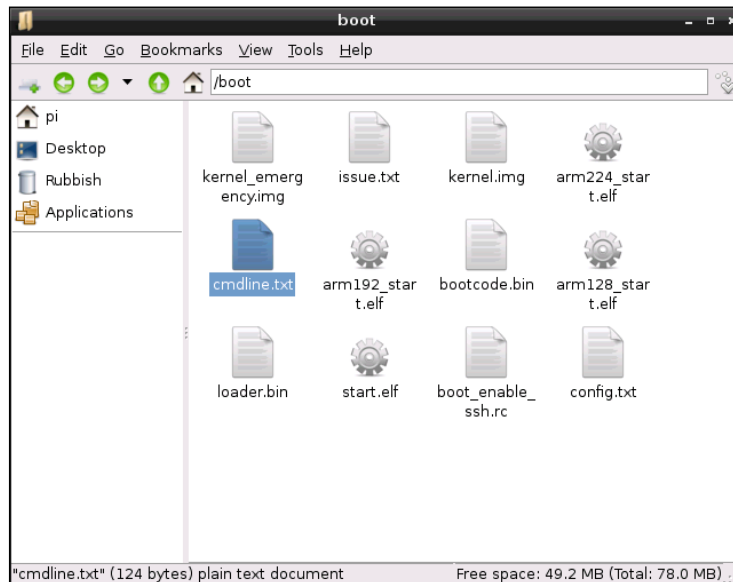 boot
File Edit Go Bookmarks View Tools Help
/boot
pi
Desktop
Rubbish
Applications
kernel_emerg
ency.img
issue.txt
kernel.img
arm224_star
t.elf
cmdline.txt
arm192_star
t.elf
bootcode.bin
arm128_star
t.elf
loader.bin
start.elf
boot_enable_
ssh.rc
config.txt
"cmdline.txt" (124 bytes) plain text document
Free space: 49.2 MB (Total: 78.0 MB)